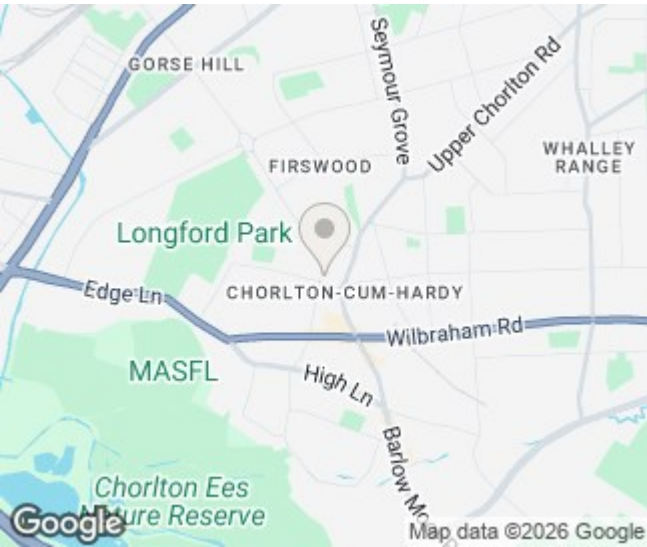 GORSE HILL
Seymour Grove
Upper Chorlton Rd
WHALLEY
RANGE
FIRSWOOD
Longford Park
Edge Ln
CHORLTON-CUM-HARDY
Wilbraham Rd
MASFL
High Ln
Barlow
Chorlton Ees
Nature Reserve
Google
Map data ©2026 Google